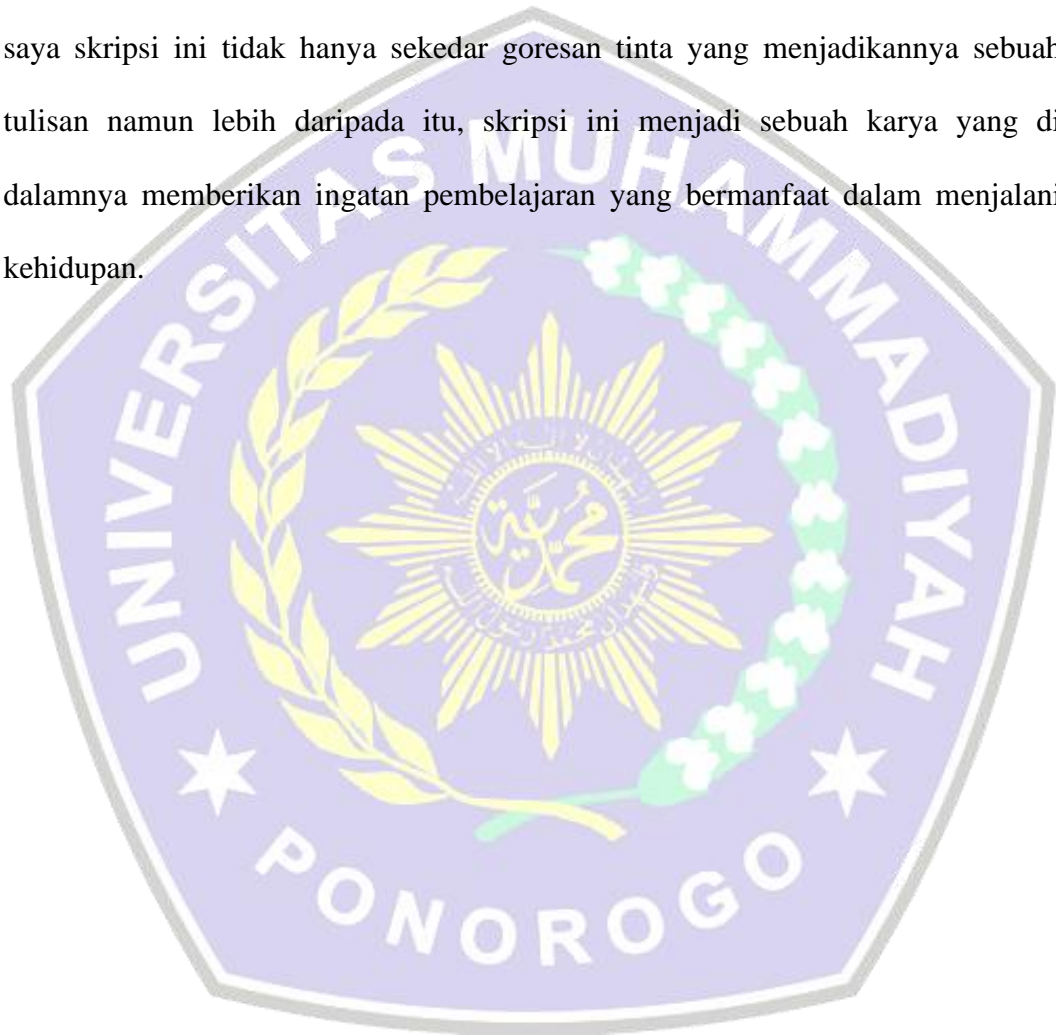 saya skripsi ini tidak hanya sekedar goresan tinta yang menjadikannya sebuah
tulisan namun lebih daripada itu, skripsi ini menjadi sebuah karya yang di
dalamnya memberikan ingatan pembelajaran yang bermanfaat dalam menjalani
kehidupan.
UNIVERSITAS MUHAMMADIYAH
محمدية
PONOROGO